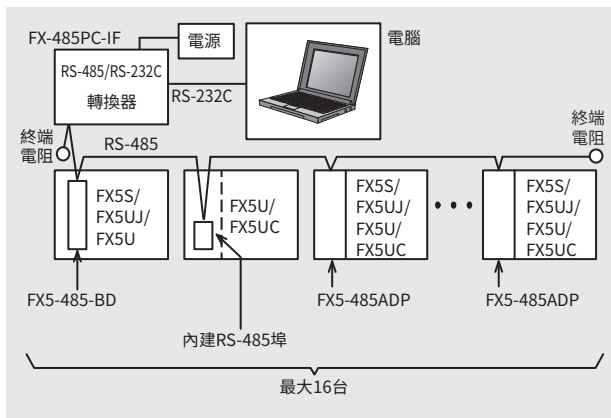 FX-485PC-IF
電源
電腦
RS-485/RS-232C
轉換器
RS-232C
終端
電阻
RS-485
終端
電阻
FX5S/
FX5UJ/
FX5U
FX5U/
FX5UC
FX5S/
FX5UJ/
FX5U/
FX5UC
FX5S/
FX5UJ/
FX5U/
FX5UC
FX5-485-BD
FX5-485ADP
FX5-485ADP
內建RS-485埠
最大16台